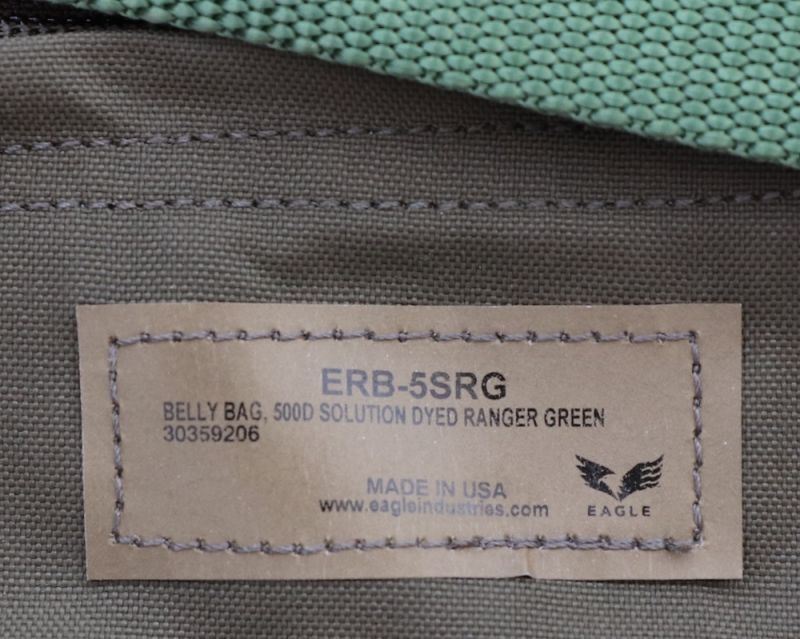 ERB-5SRG
BELLY BAG, 500D SOLUTION DYED RANGER GREEN
30359206
MADE IN USA
www.eagleindustries.com
EAGLE